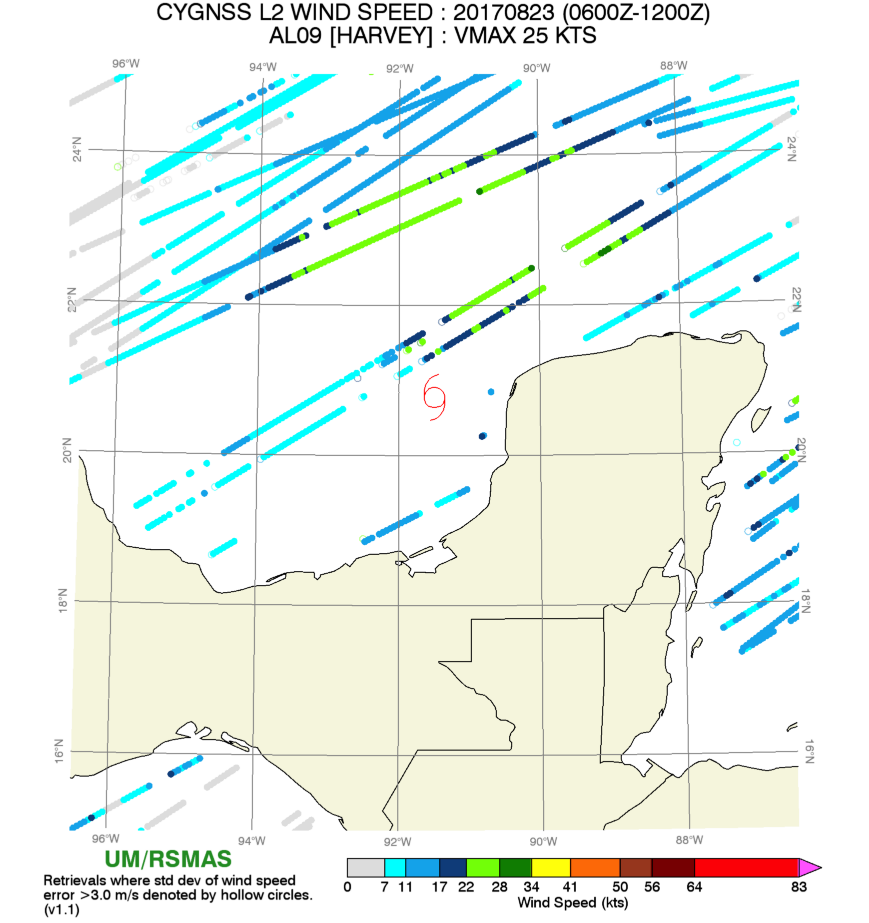 CYGNSS L2 WIND SPEED : 20170823 (0600Z-1200Z)
AL09 [HARVEY] : VMAX 25 KTS
96°W 94°W 92°W 90°W 88°W
24°N 24°N
22°N 22°N
20°N 20°N
18°N 18°N
16°N 16°N
96°W 94°W 92°W 90°W 88°W
UM/RSMAS
Retrievals where std dev of wind speed
error >3.0 m/s denoted by hollow circles.
(v1.1)
0 7 11 17 22 28 34 41 50 56 64 83
Wind Speed (kts)